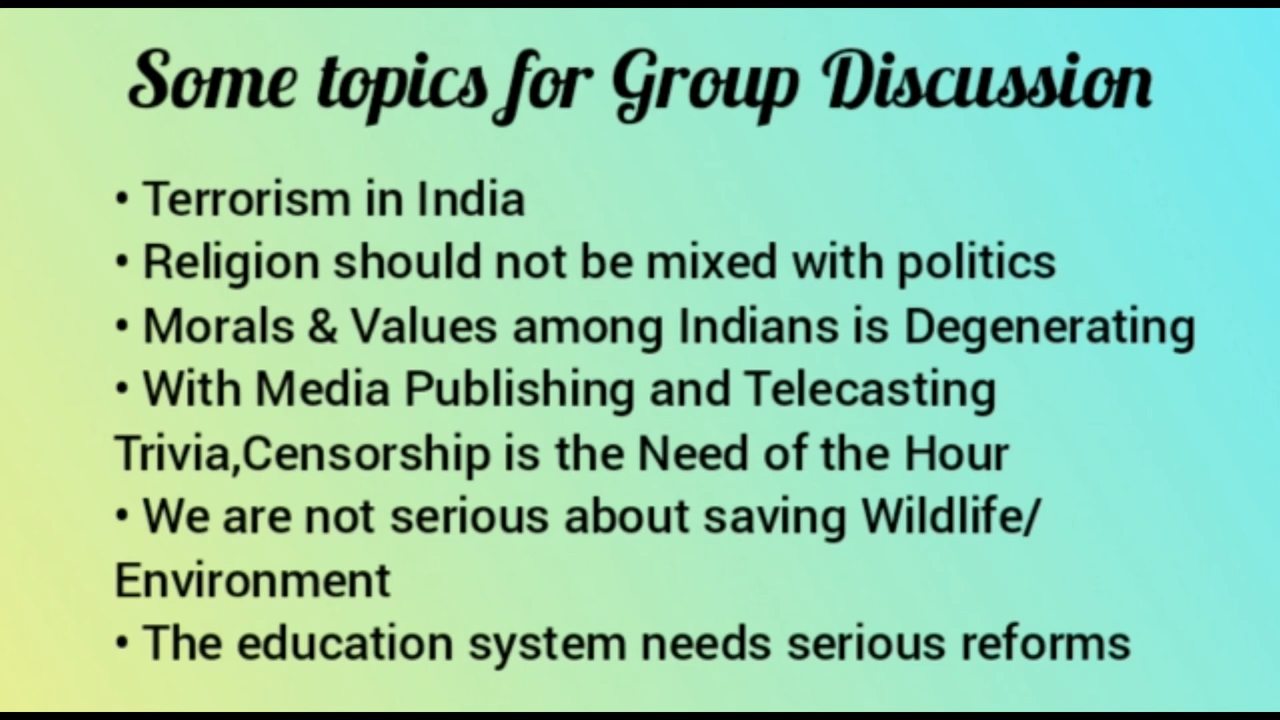 Some topics for Group Discussion
• Terrorism in India
• Religion should not be mixed with politics
• Morals & Values among Indians is Degenerating
• With Media Publishing and Telecasting
Trivia,Censorship is the Need of the Hour
• We are not serious about saving Wildlife/
Environment
• The education system needs serious reforms